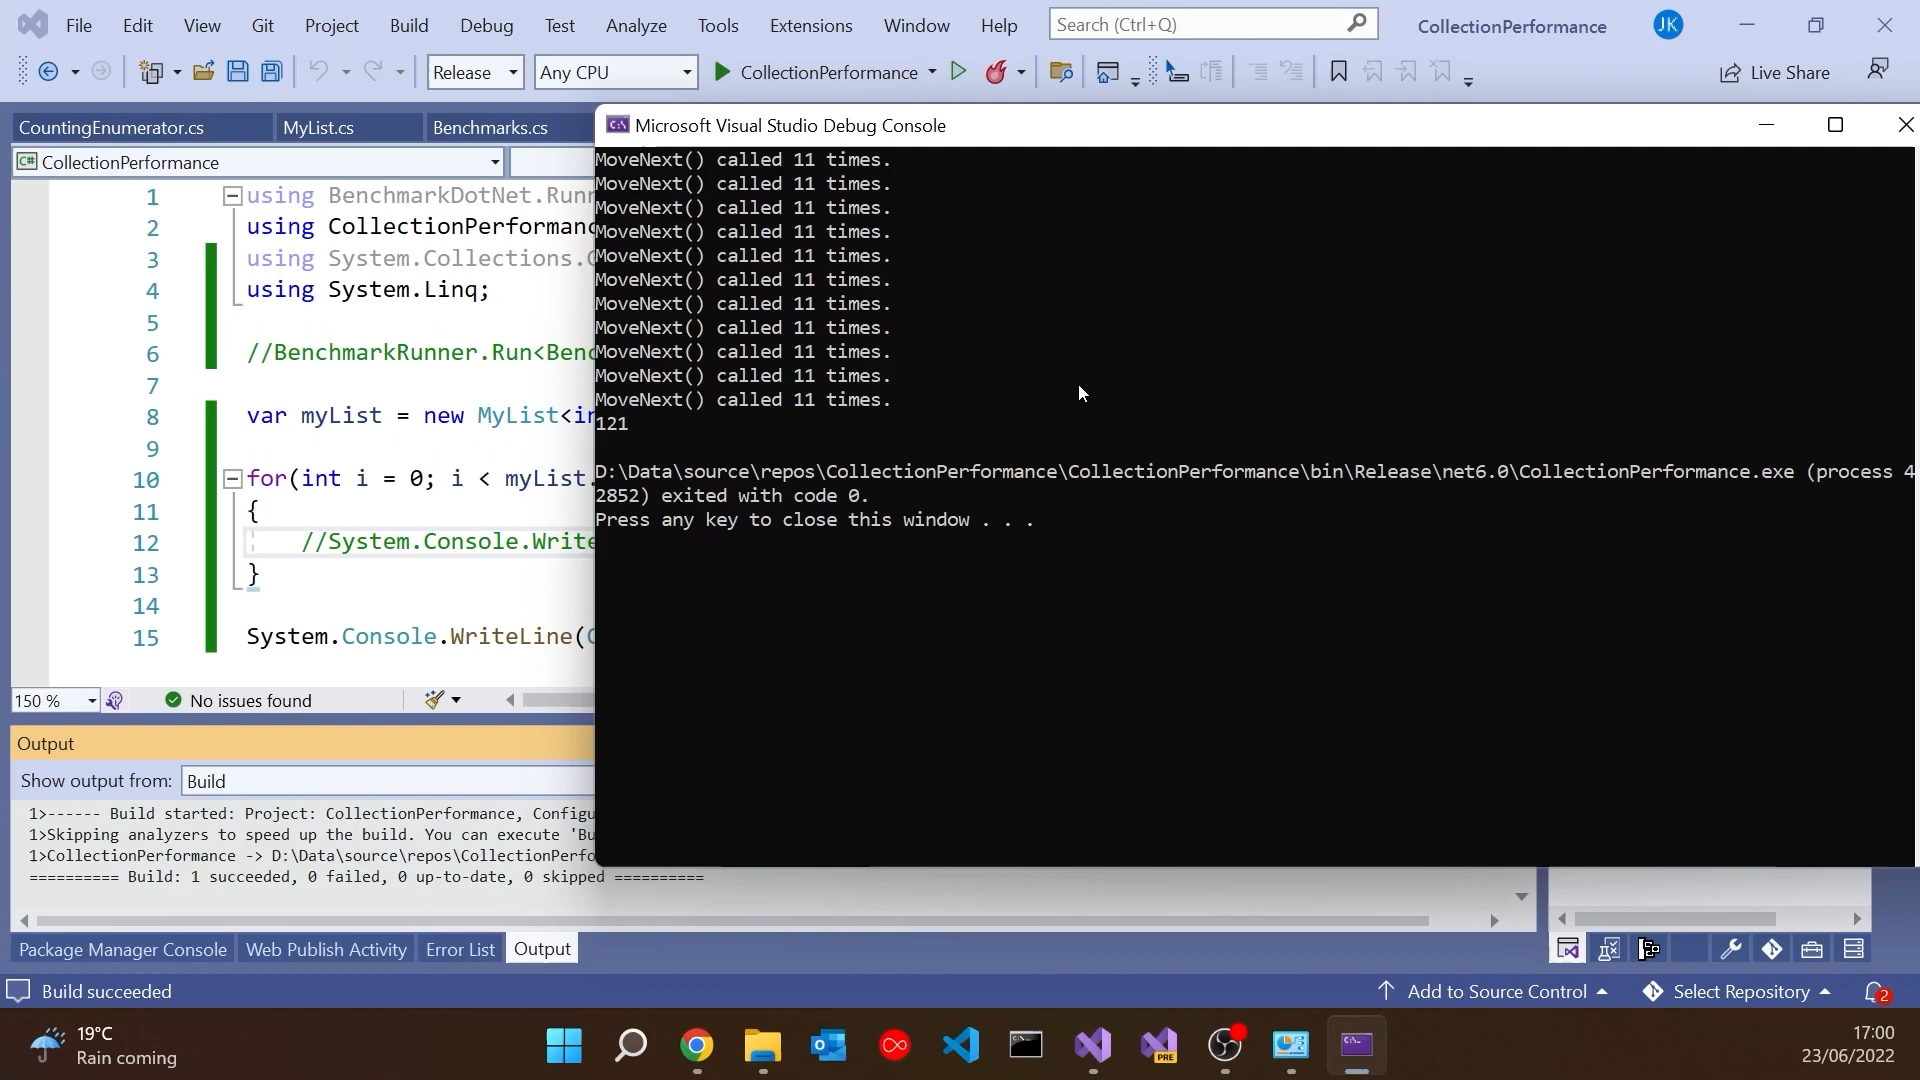 File Edit View Git Project Build Debug Test Analyze Tools Extensions Window Help Search (Ctrl+Q) CollectionPerformance JK
Release Any CPU CollectionPerformance Live Share
CountingEnumerator.cs MyList.cs Benchmarks.cs
Microsoft Visual Studio Debug Console
C# CollectionPerformance
1 using BenchmarkDotNet.Runn
2 using CollectionPerformanc
3 using System.Collections.
4 using System.Linq;
5
6 //BenchmarkRunner.Run<Benc
7
8 var myList = new MyList<in
9
10 for(int i = 0; i < myList.
11 {
12 //System.Console.Write
13 }
14
15 System.Console.WriteLine(
150 % No issues found
MoveNext() called 11 times.
MoveNext() called 11 times.
MoveNext() called 11 times.
MoveNext() called 11 times.
MoveNext() called 11 times.
MoveNext() called 11 times.
MoveNext() called 11 times.
MoveNext() called 11 times.
MoveNext() called 11 times.
MoveNext() called 11 times.
MoveNext() called 11 times.
121
D:\Data\source\repos\CollectionPerformance\CollectionPerformance\bin\Release\net6.0\CollectionPerformance.exe (process 4
2852) exited with code 0.
Press any key to close this window . . .
Output
Show output from: Build
1>------ Build started: Project: CollectionPerformance, Configu
1>Skipping analyzers to speed up the build. You can execute 'Bu
1>CollectionPerformance -> D:\Data\source\repos\CollectionPerfo
========== Build: 1 succeeded, 0 failed, 0 up-to-date, 0 skipped ==========
Package Manager Console Web Publish Activity Error List Output
Build succeeded Add to Source Control Select Repository 2
19°C
Rain coming
PRE
17:00
23/06/2022